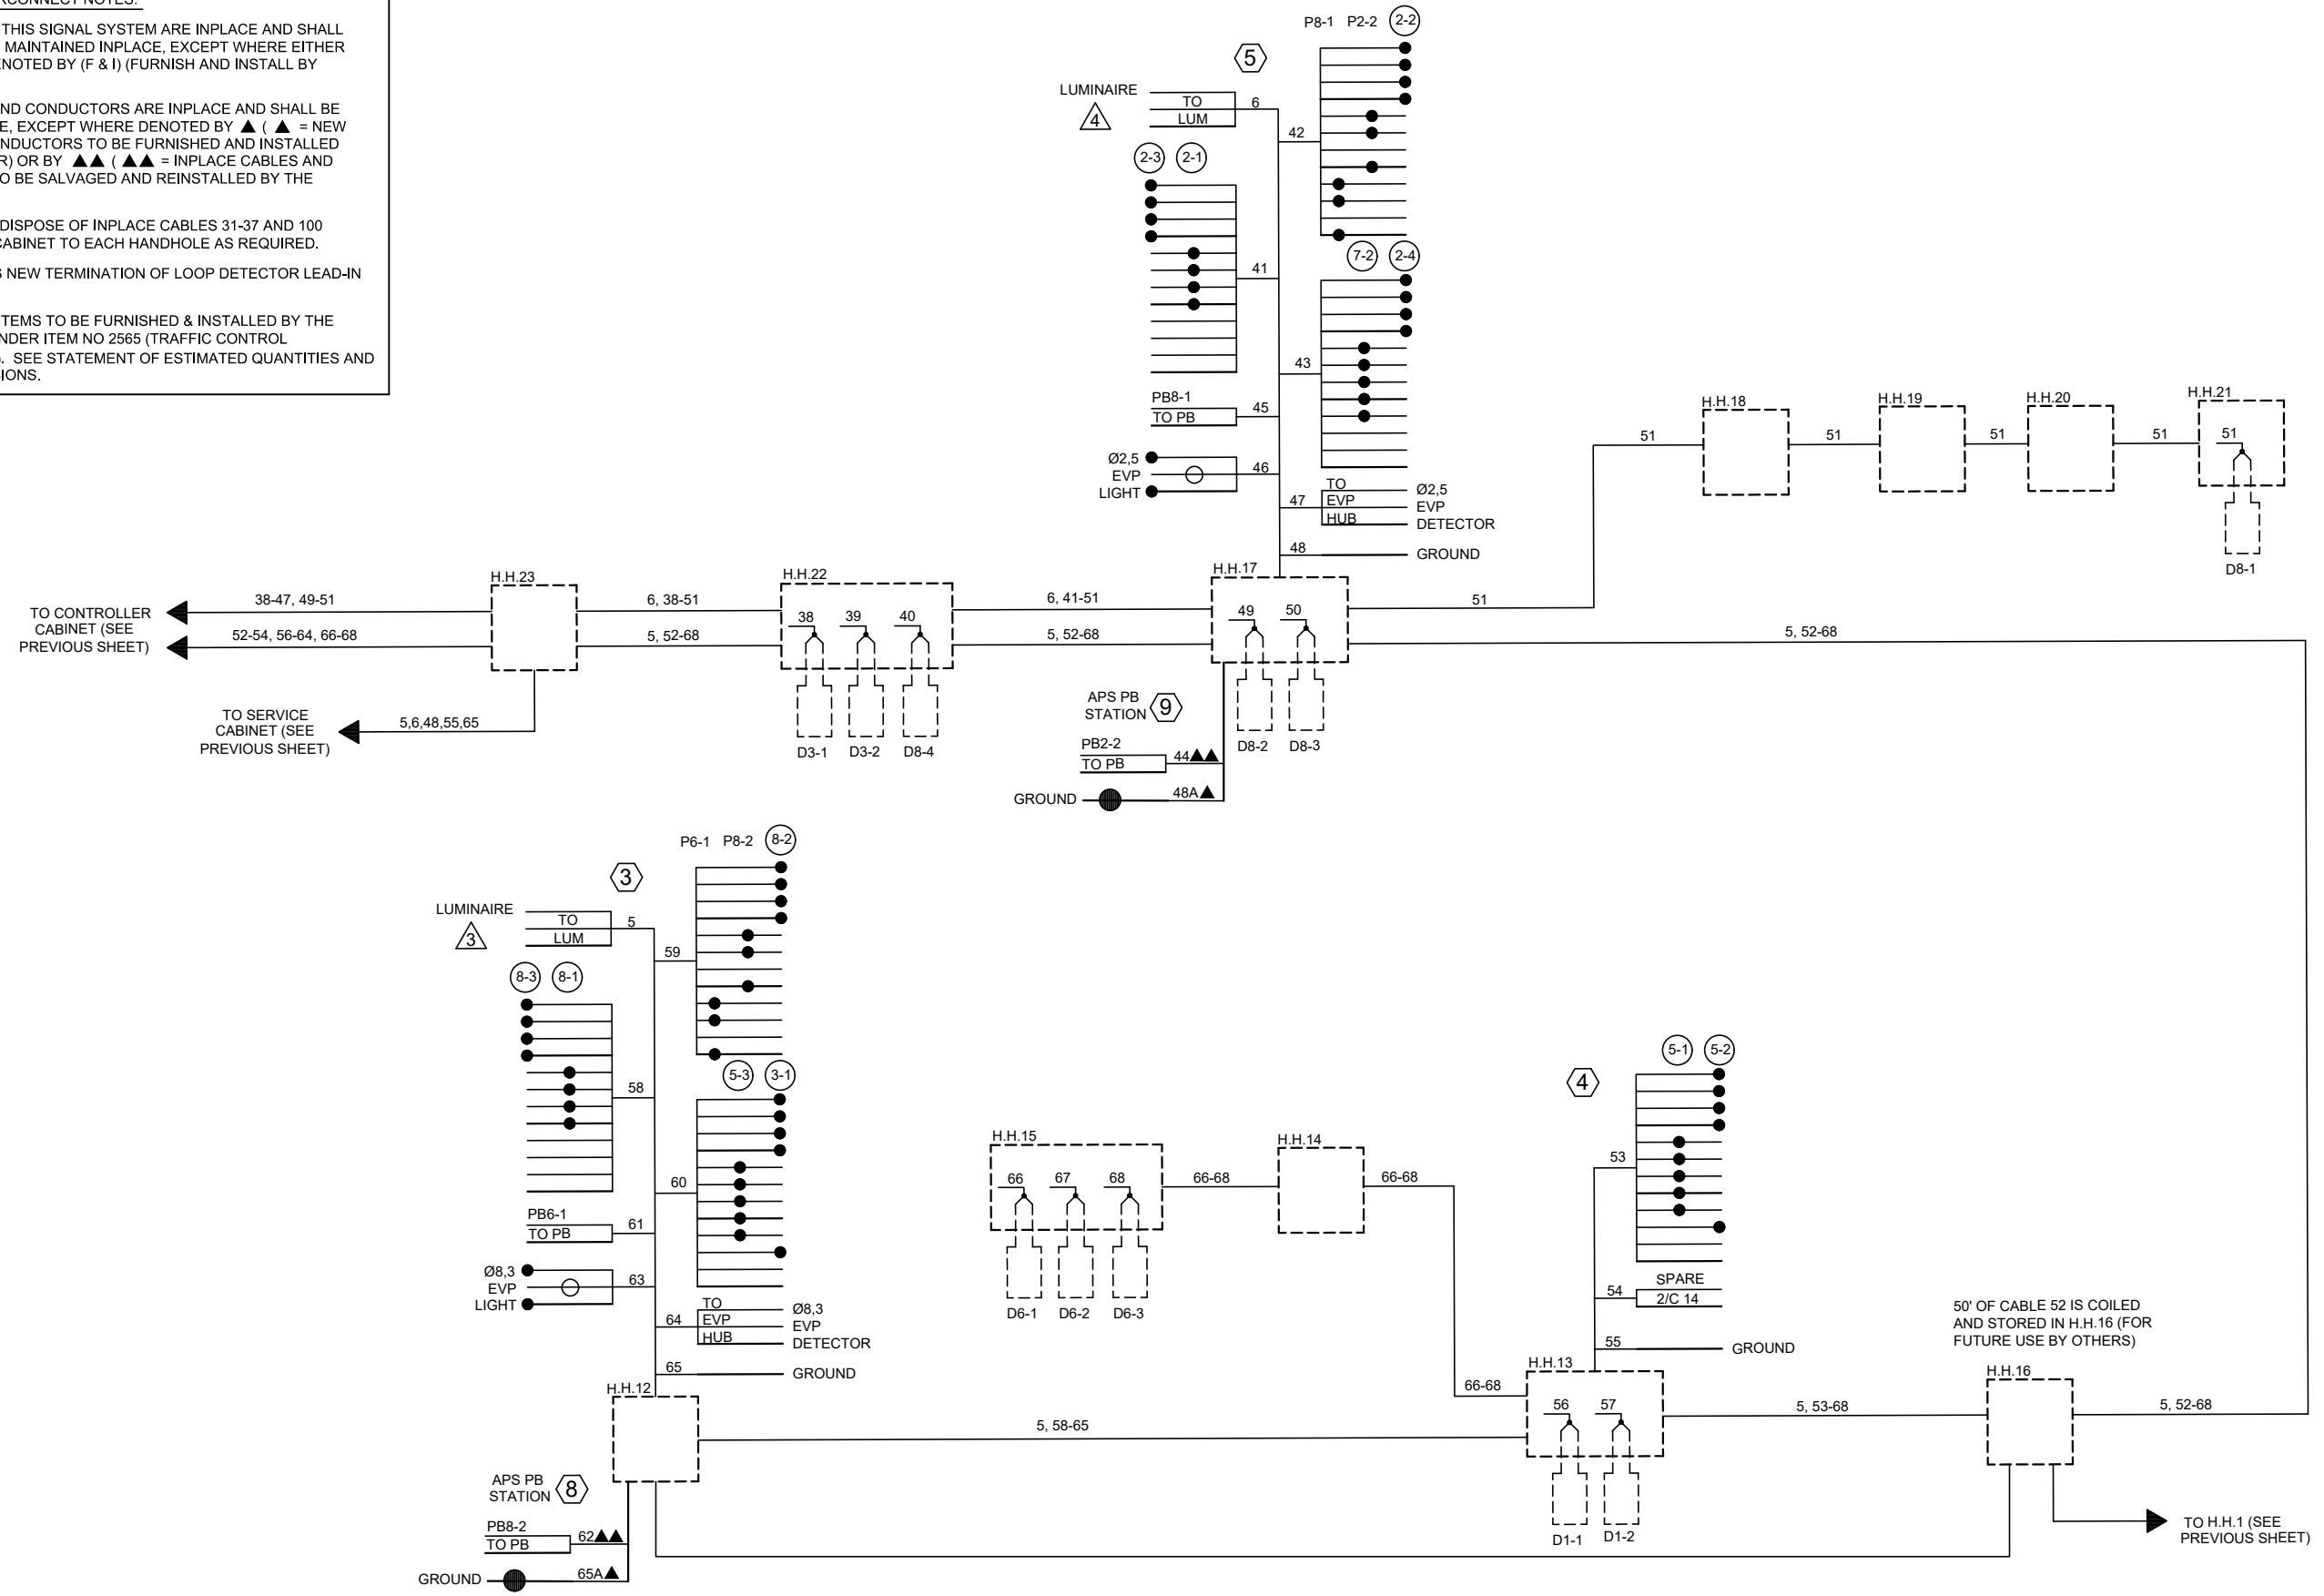 RCONNECT NOTES:
THIS SIGNAL SYSTEM ARE INPLACE AND SHALL
MAINTAINED INPLACE, EXCEPT WHERE EITHER
ENOTED BY (F & I) (FURNISH AND INSTALL BY
ND CONDUCTORS ARE INPLACE AND SHALL BE
E, EXCEPT WHERE DENOTED BY ▲ ( ▲ = NEW
NDUCTORS TO BE FURNISHED AND INSTALLED
R) OR BY ▲▲ ( ▲▲ = INPLACE CABLES AND
O BE SALVAGED AND REINSTALLED BY THE
DISPOSE OF INPLACE CABLES 31-37 AND 100
CABINET TO EACH HANDHOLE AS REQUIRED.
S NEW TERMINATION OF LOOP DETECTOR LEAD-IN
TEMS TO BE FURNISHED & INSTALLED BY THE
NDER ITEM NO 2565 (TRAFFIC CONTROL
). SEE STATEMENT OF ESTIMATED QUANTITIES AND
SIONS.
P8-1 P2-2 2-2
5
LUMINAIRE
4
TO
LUM
6
42
2-3 2-1
41
7-2 2-4
43
PB8-1
TO PB
45
Ø2,5
EVP
LIGHT
46
47
TO
EVP
HUB
Ø2,5
EVP
DETECTOR
48
GROUND
H.H.17
49 50
D8-2 D8-3
51
H.H.18
51
H.H.19
51
H.H.20
51
H.H.21
51
D8-1
TO CONTROLLER
CABINET (SEE
PREVIOUS SHEET)
38-47, 49-51
52-54, 56-64, 66-68
H.H.23
6, 38-51
5, 52-68
H.H.22
38 39 40
D3-1 D3-2 D8-4
6, 41-51
5, 52-68
51
5, 52-68
TO SERVICE
CABINET (SEE
PREVIOUS SHEET)
5,6,48,55,65
APS PB
STATION
9
PB2-2
TO PB
44▲▲
GROUND
48A▲
P6-1 P8-2 8-2
3
LUMINAIRE
3
TO
LUM
5
59
8-3 8-1
58
5-3 3-1
60
PB6-1
TO PB
61
Ø8,3
EVP
LIGHT
63
64
TO
EVP
HUB
Ø8,3
EVP
DETECTOR
65
GROUND
H.H.12
5, 58-65
APS PB
STATION
8
PB8-2
TO PB
62▲▲
GROUND
65A▲
H.H.15
66 67 68
D6-1 D6-2 D6-3
66-68
H.H.14
66-68
66-68
5-1 5-2
4
53
54
SPARE
2/C 14
55
GROUND
H.H.13
56 57
D1-1 D1-2
5, 53-68
50' OF CABLE 52 IS COILED
AND STORED IN H.H.16 (FOR
FUTURE USE BY OTHERS)
H.H.16
5, 52-68
TO H.H.1 (SEE
PREVIOUS SHEET)